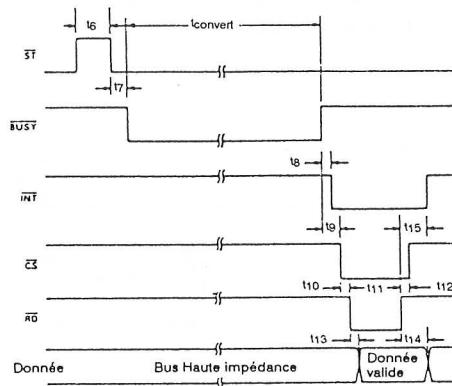 t6
tconvert
ST
t7
BUSY
t8
INT
t9
t15
CS
t10
t11
t12
RD
t13
t14
Donnée
Bus Haute impédance
Donnée
valide